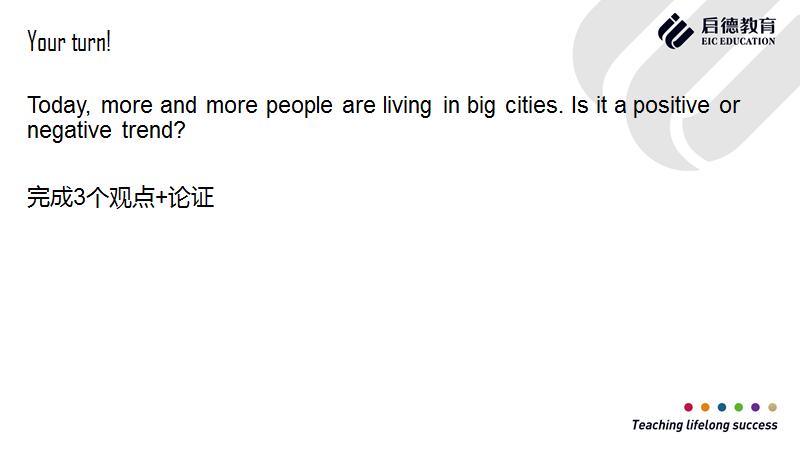 Your turn!
启德教育
EIC EDUCATION
Today, more and more people are living in big cities. Is it a positive or
negative trend?
完成3个观点+论证
Teaching lifelong success